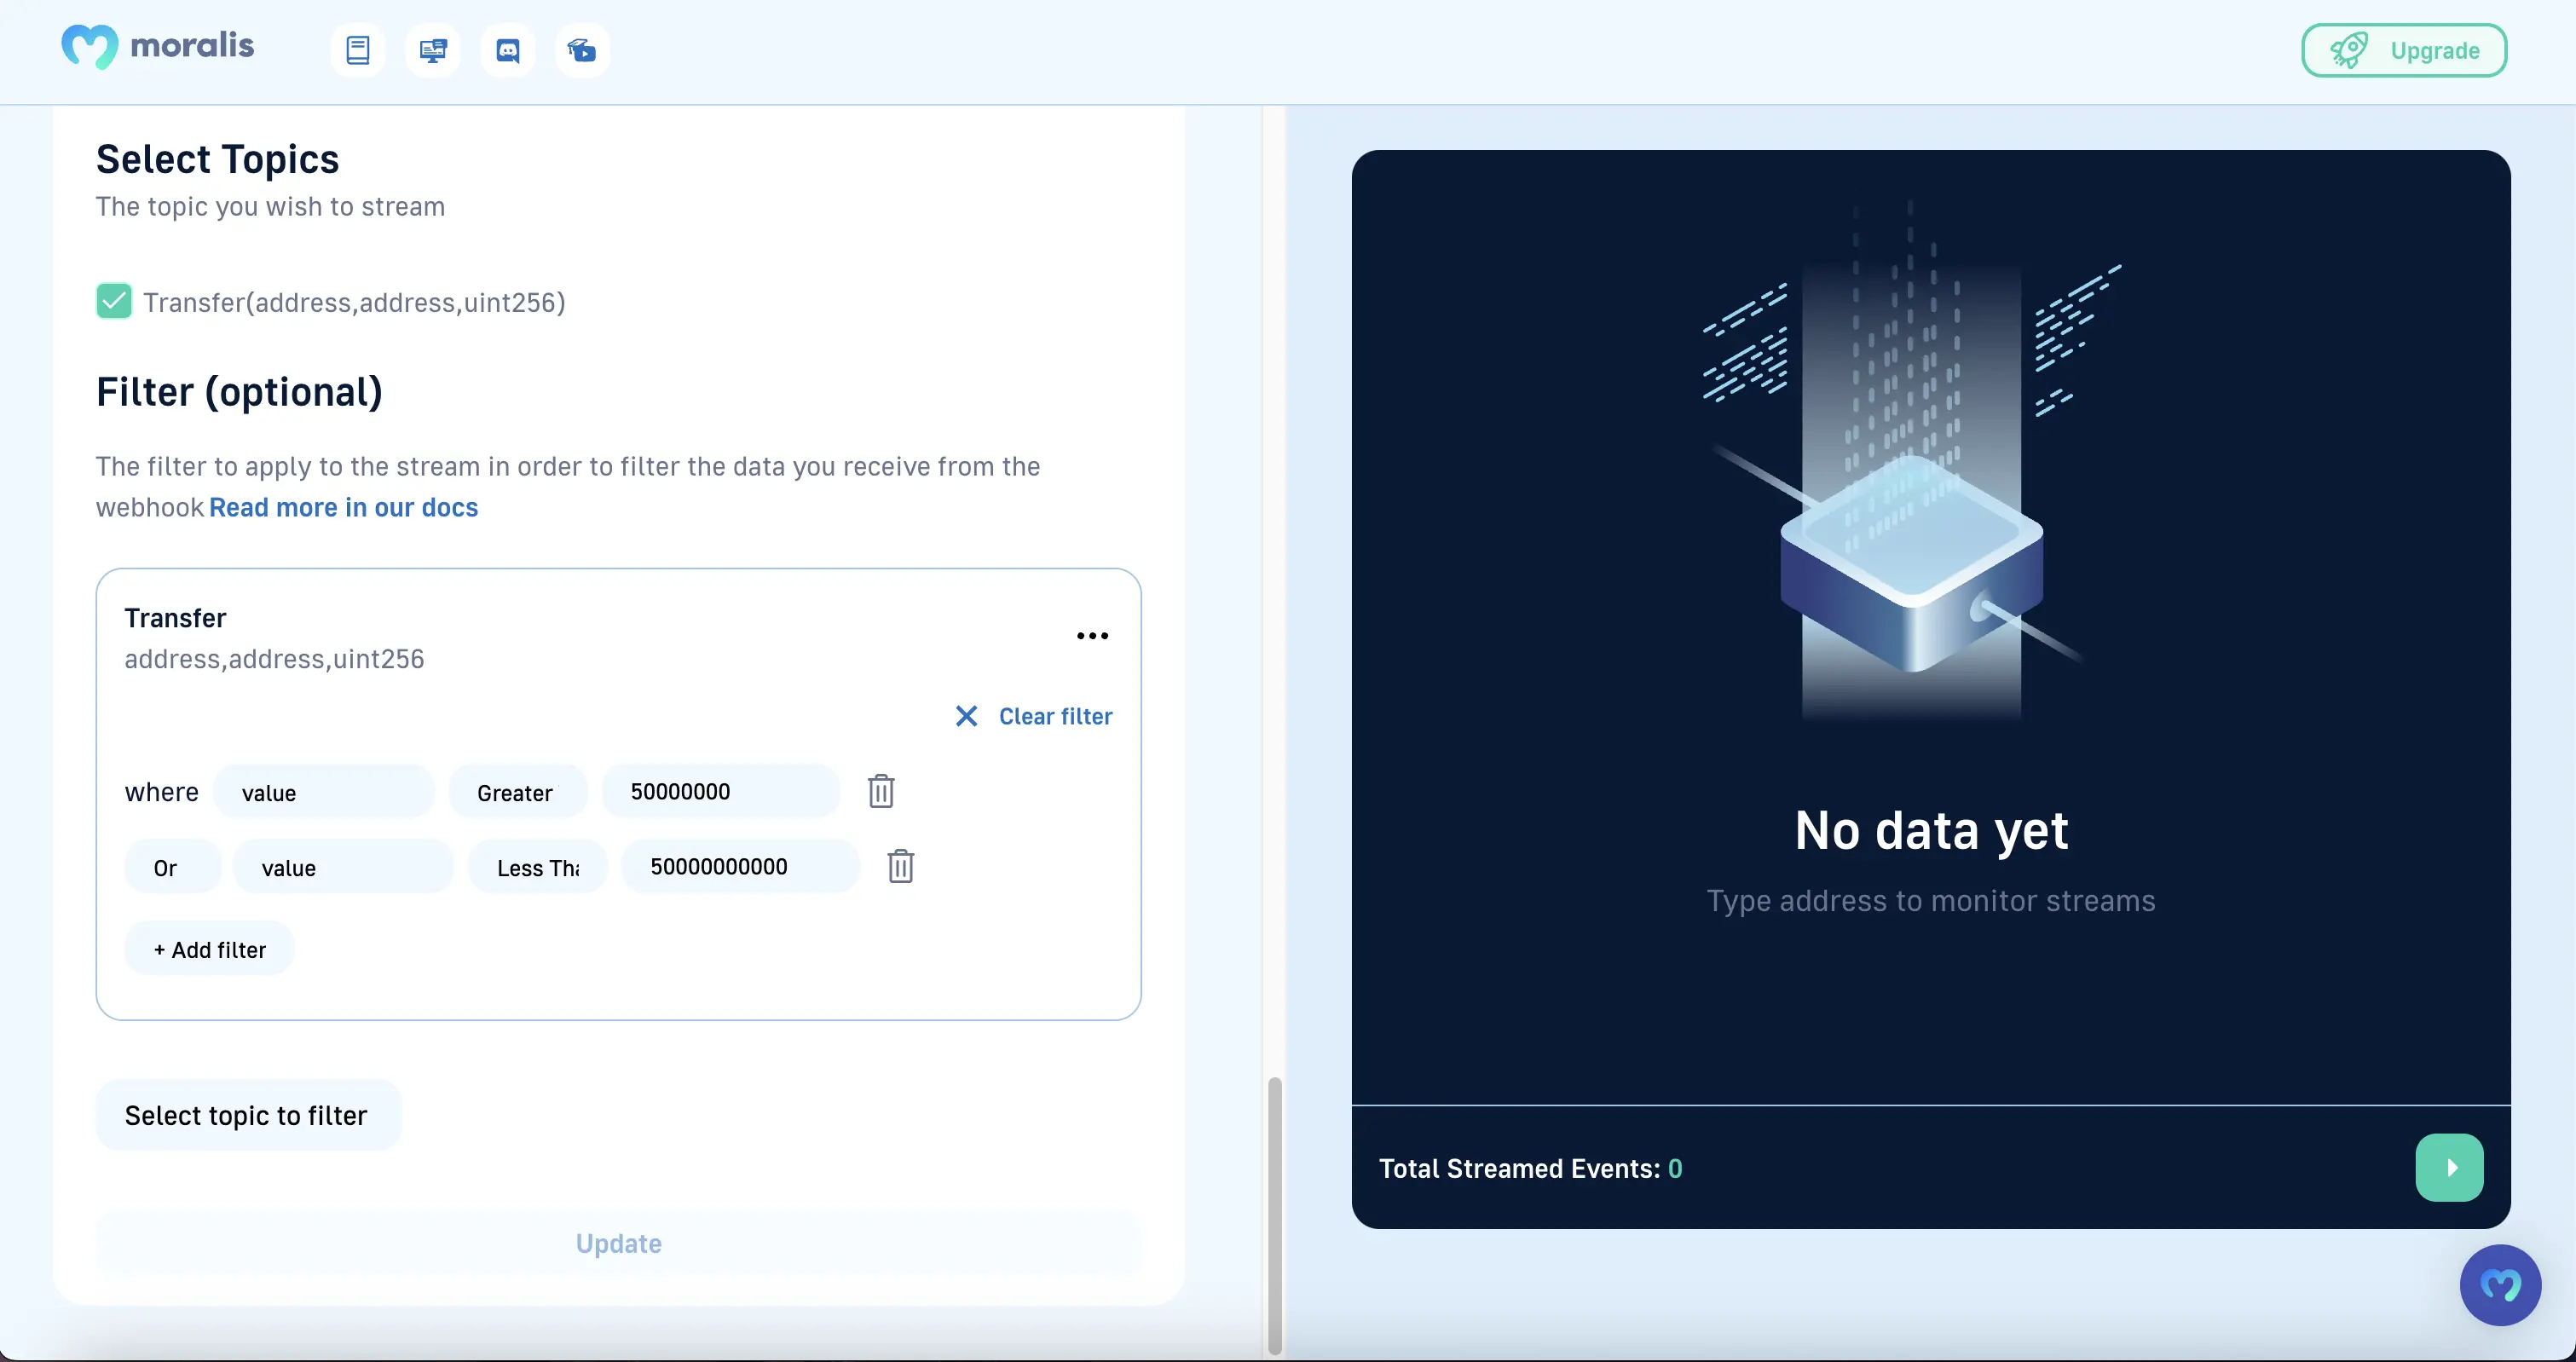 moralis
Upgrade
Select Topics
The topic you wish to stream
Transfer(address,address,uint256)
Filter (optional)
The filter to apply to the stream in order to filter the data you receive from the
webhook Read more in our docs
Transfer
address,address,uint256
Clear filter
where value Greater 50000000
Or value Less Tha 50000000000
+ Add filter
Select topic to filter
Update
No data yet
Type address to monitor streams
Total Streamed Events: 0